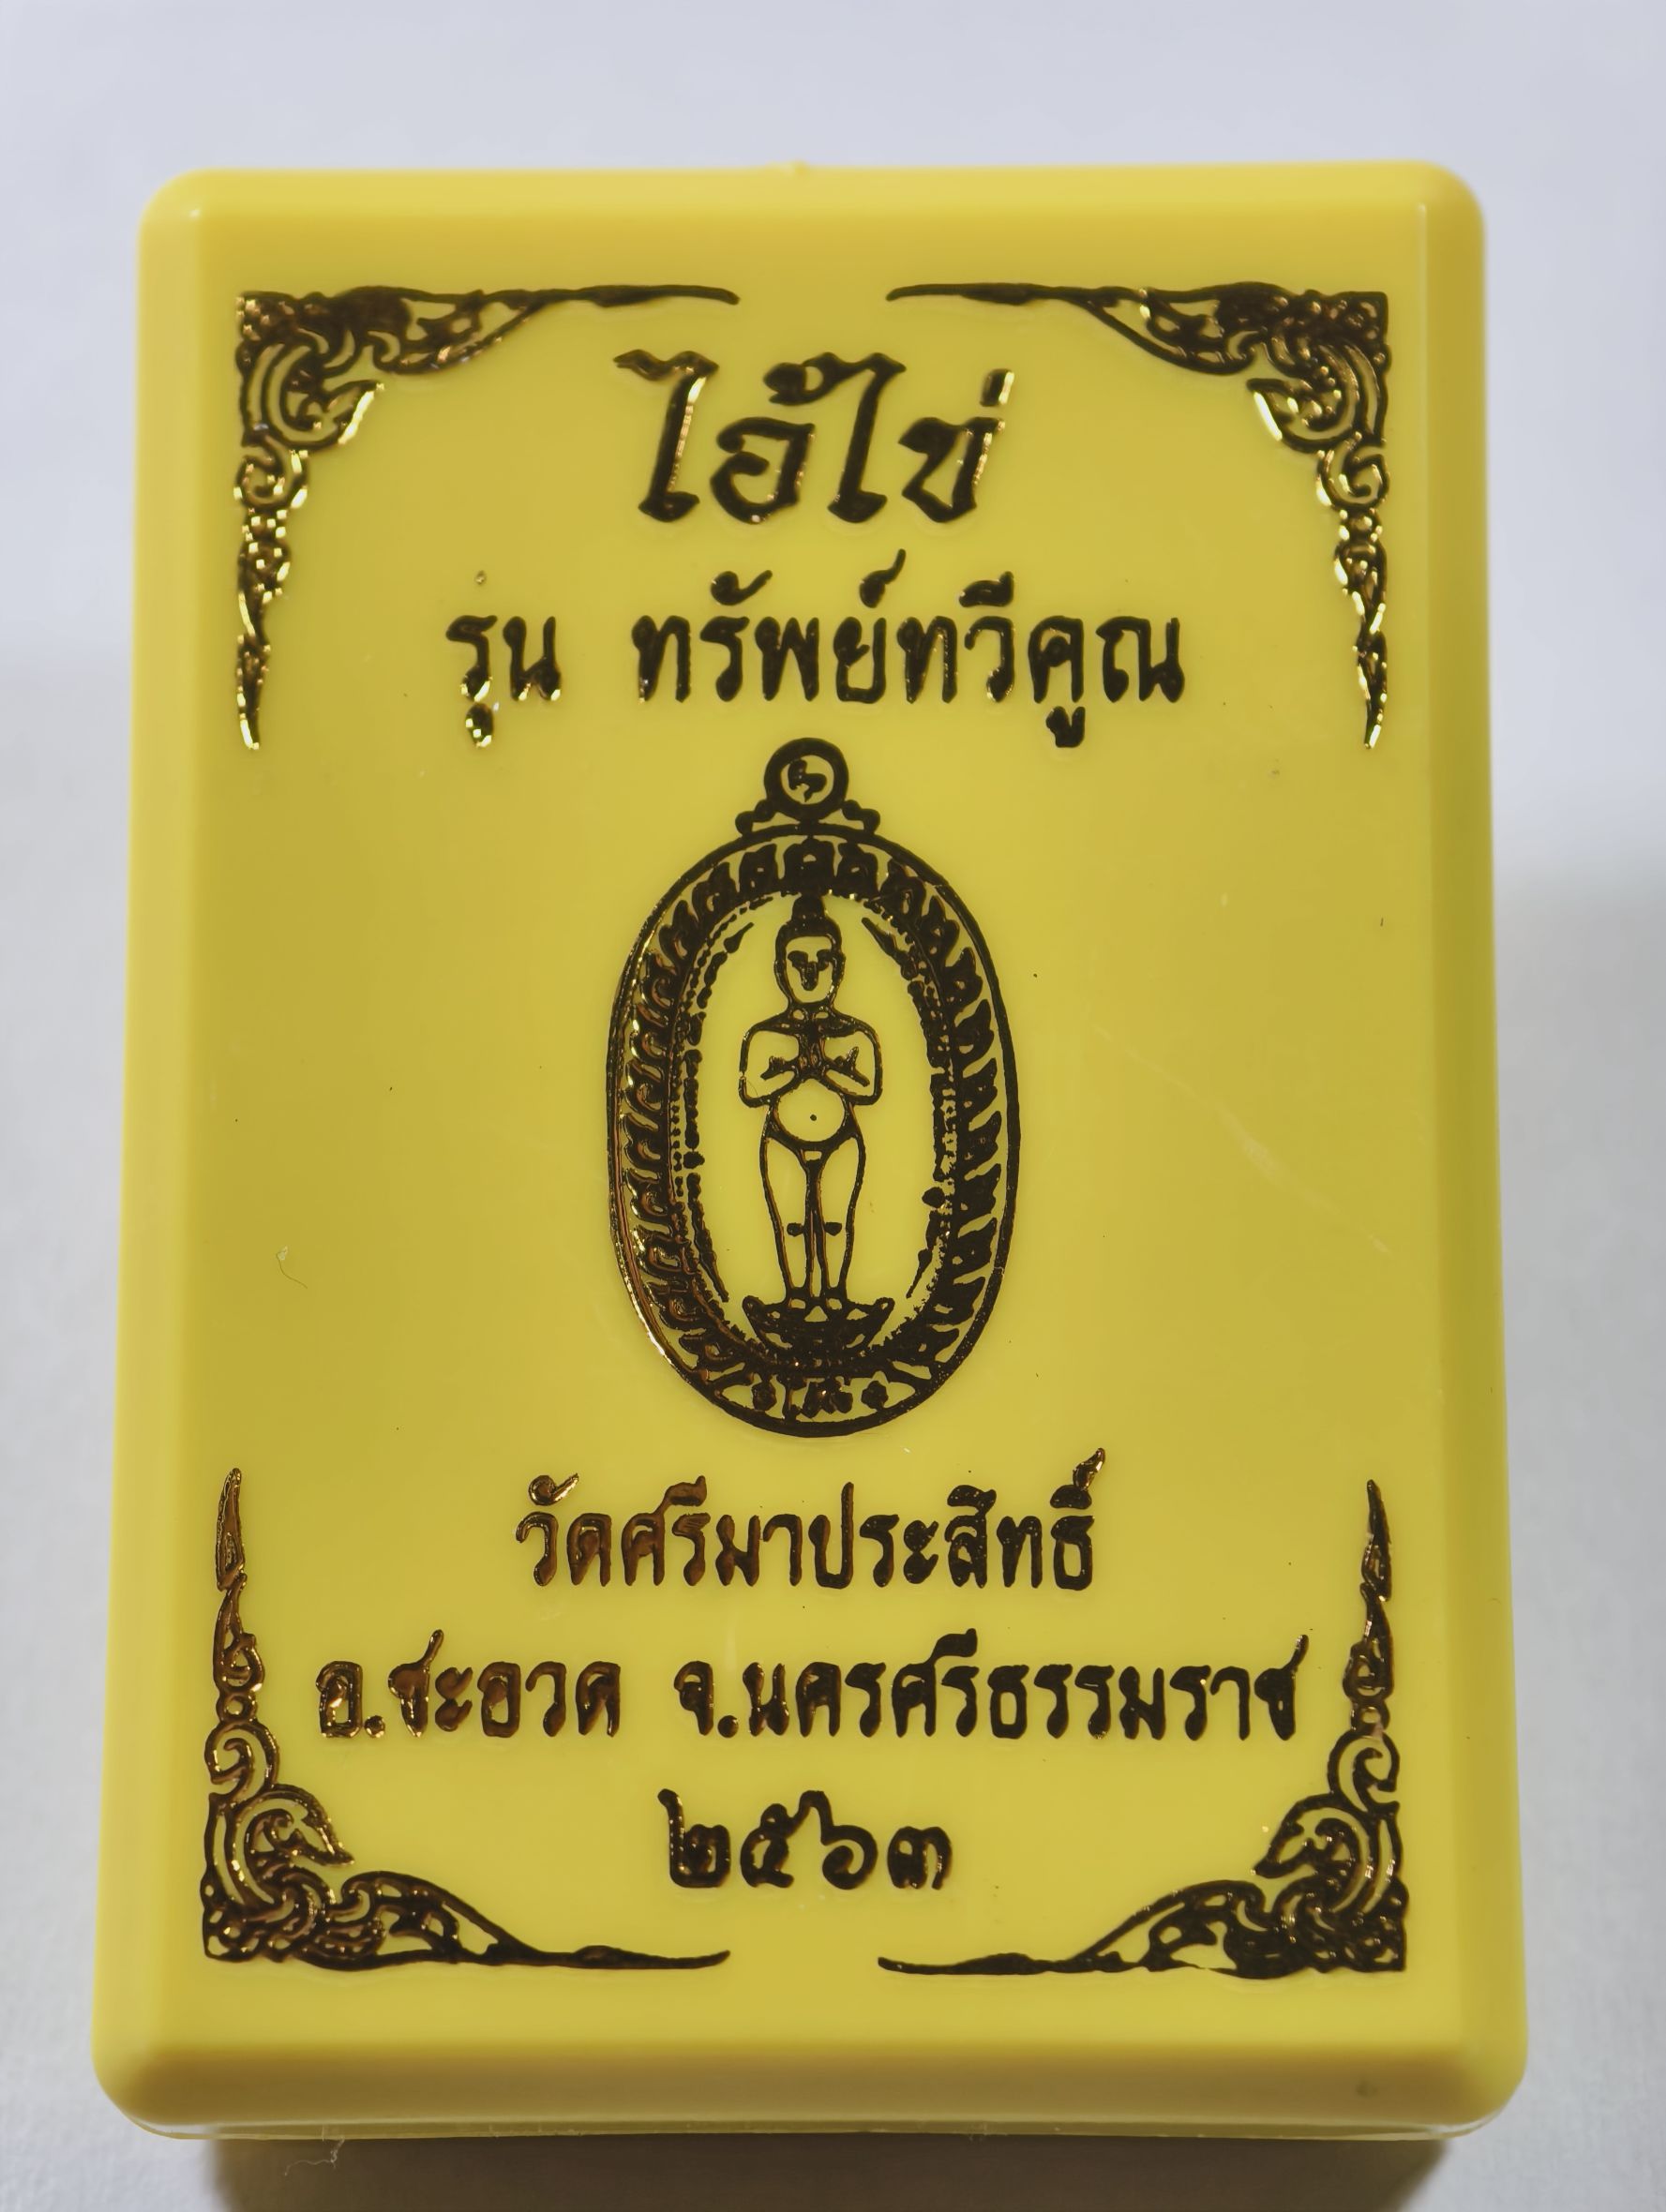 ไอ้ไข่
รุ่น ทรัพย์ทวีคูณ
วัดศรีมาประสิทธิ์
อ.ชะอวด จ.นครศรีธรรมราช
๒๕๖๓